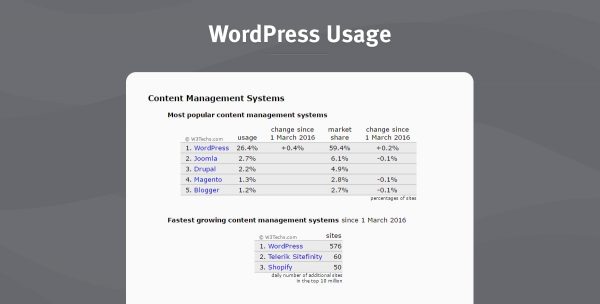 WordPress Usage
Content Management Systems
Most popular content management systems
change since market change since
© W3Techs.com usage 1 March 2016 share 1 March 2016
1. WordPress 26.4% +0.4% 59.4% +0.2%
2. Joomla 2.7% 6.1% -0.1%
3. Drupal 2.2% 4.9%
4. Magento 1.3% 2.8% -0.1%
5. Blogger 1.2% 2.7% -0.1%
percentages of sites
Fastest growing content management systems since 1 March 2016
© W3Techs.com sites
1. WordPress 576
2. Telerik Sitefinity 60
3. Shopify 50
daily number of additional sites
in the top 10 million